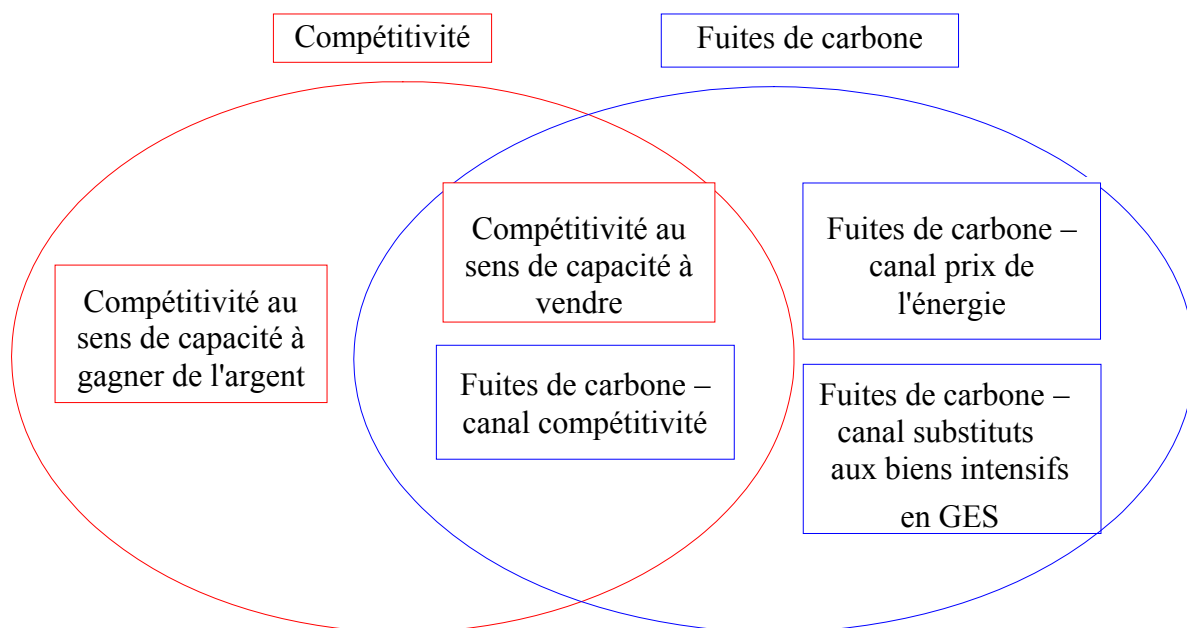 Compétitivité
Fuites de carbone
Compétitivité au
sens de capacité à
gagner de l'argent
Compétitivité au
sens de capacité à
vendre
Fuites de carbone –
canal compétitivité
Fuites de carbone –
canal prix de
l'énergie
Fuites de carbone –
canal substituts
aux biens intensifs
en GES